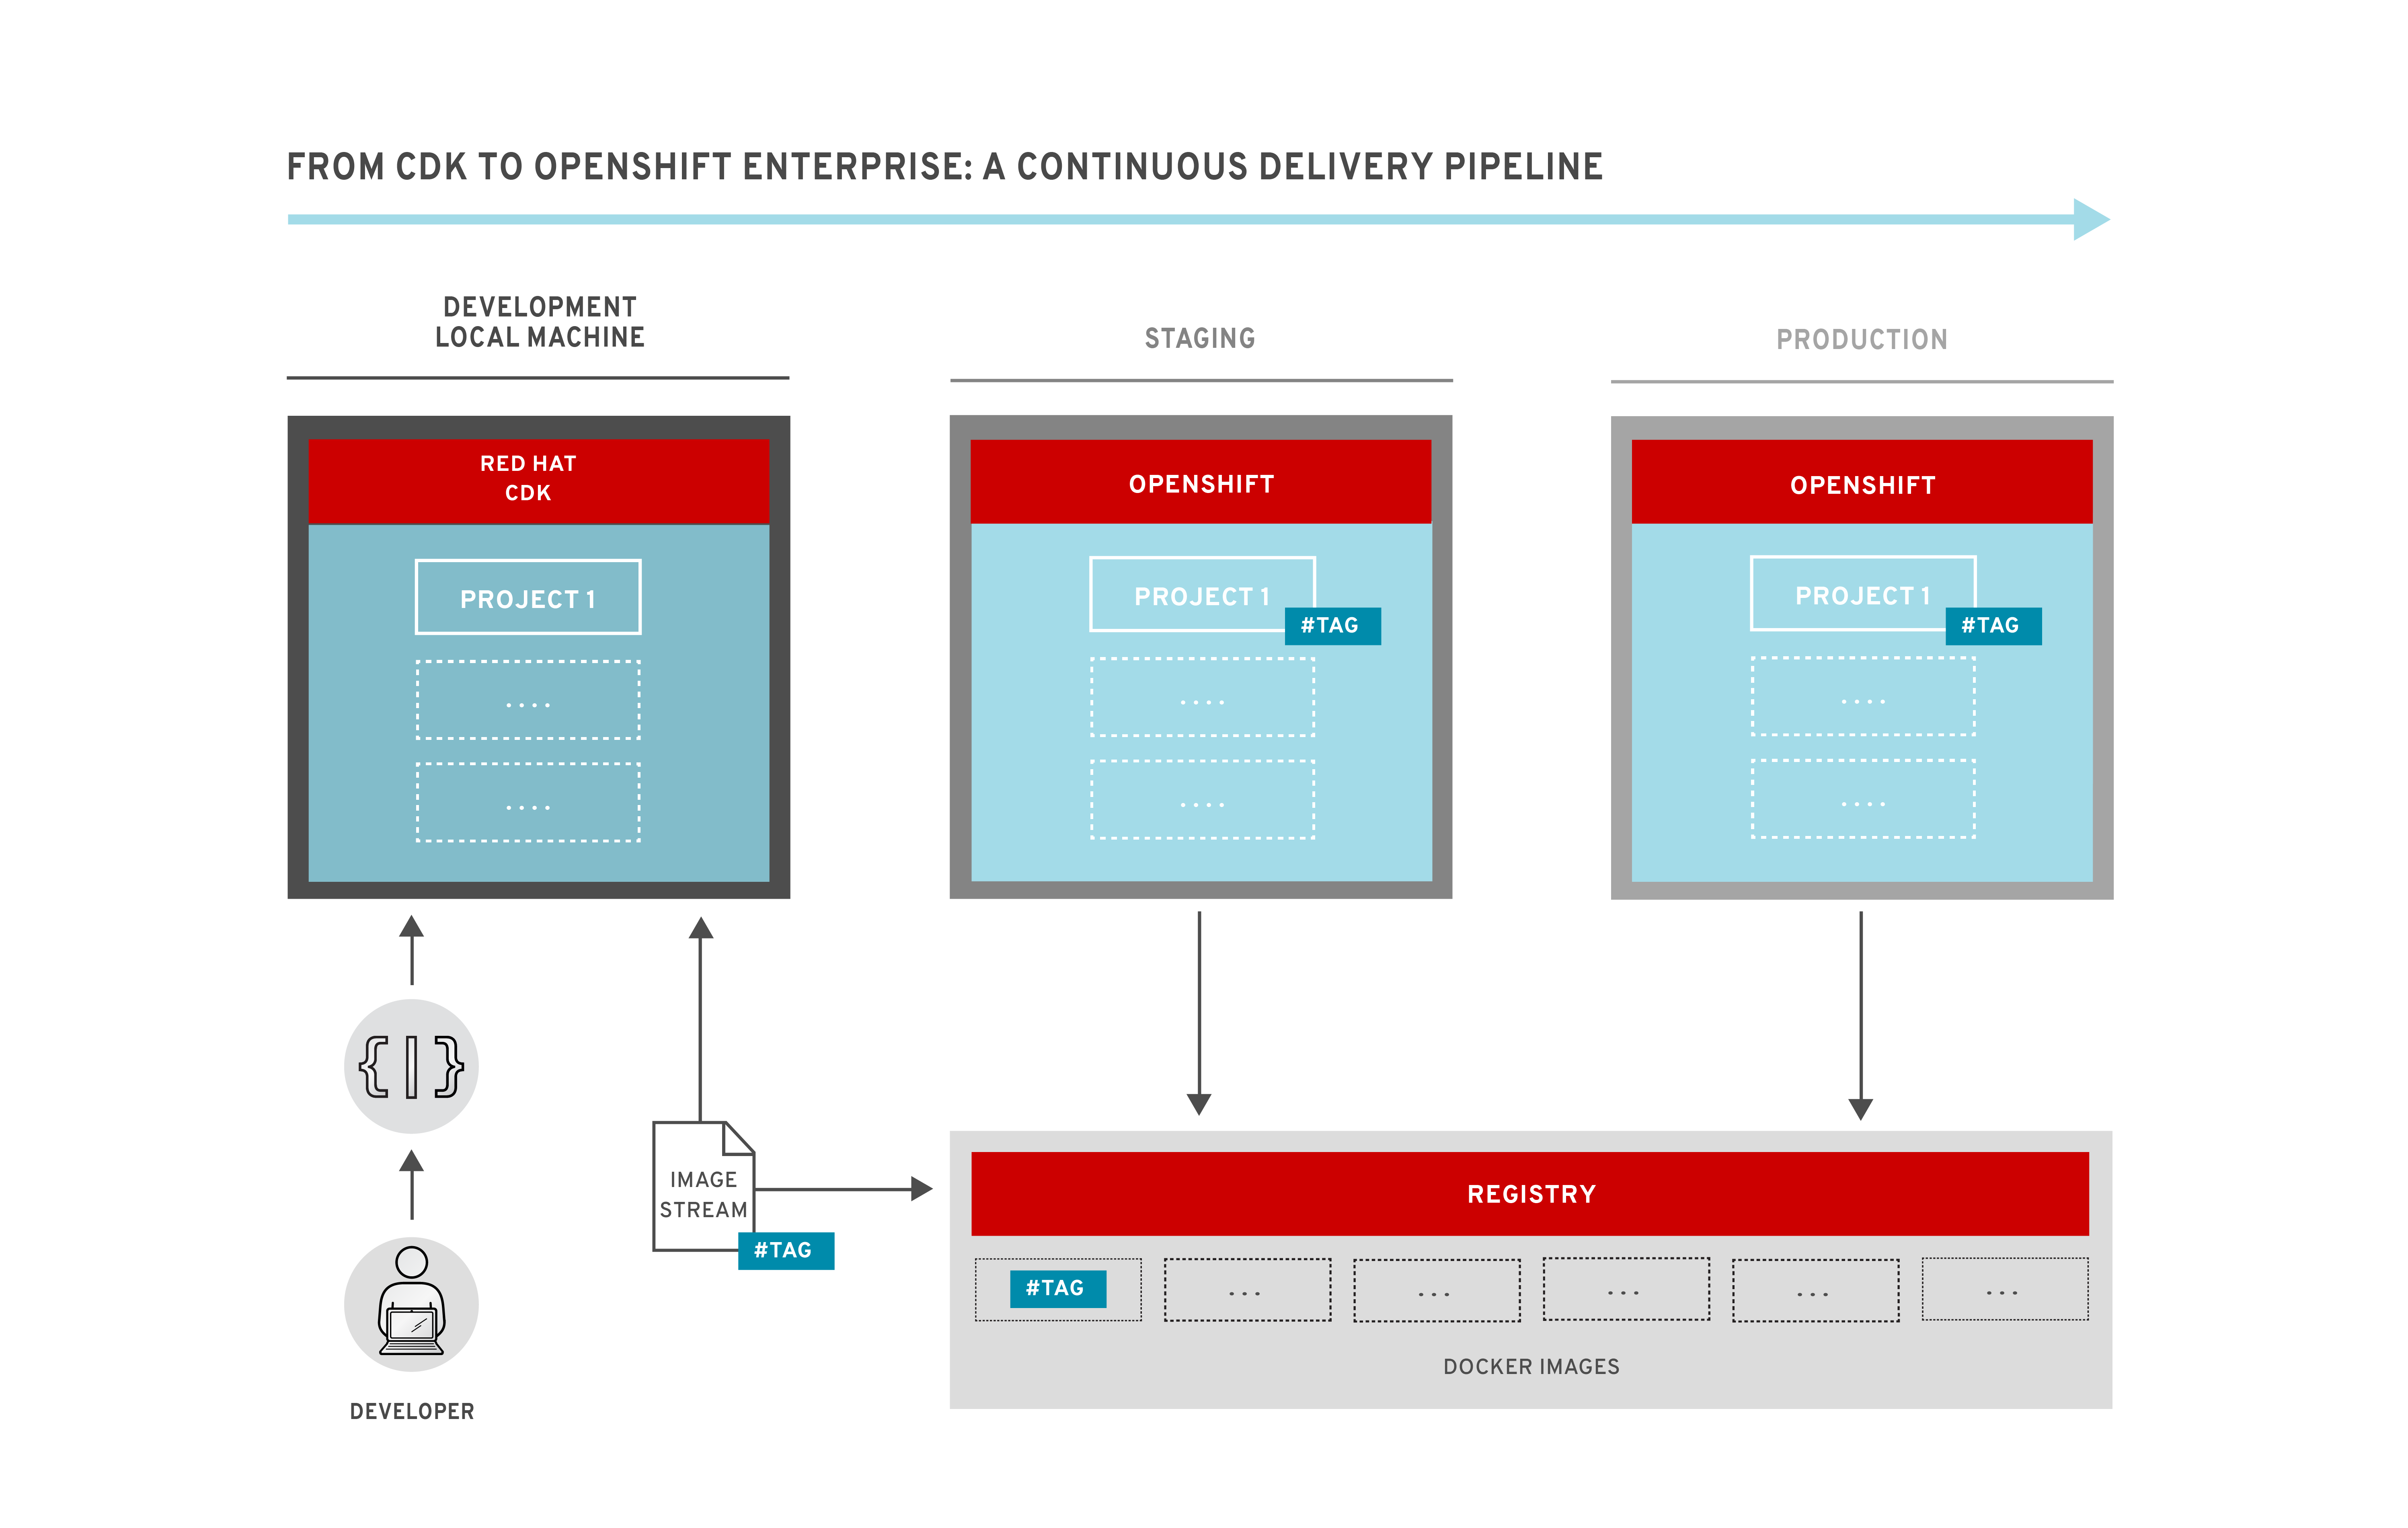 FROM CDK TO OPENSHIFT ENTERPRISE: A CONTINUOUS DELIVERY PIPELINE
DEVELOPMENT
LOCAL MACHINE
STAGING
PRODUCTION
RED HAT
CDK
PROJECT 1
....
....
OPENSHIFT
PROJECT 1
#TAG
....
....
OPENSHIFT
PROJECT 1
#TAG
....
....
{|}
DEVELOPER
IMAGE
STREAM
#TAG
REGISTRY
#TAG
...
...
...
...
...
DOCKER IMAGES